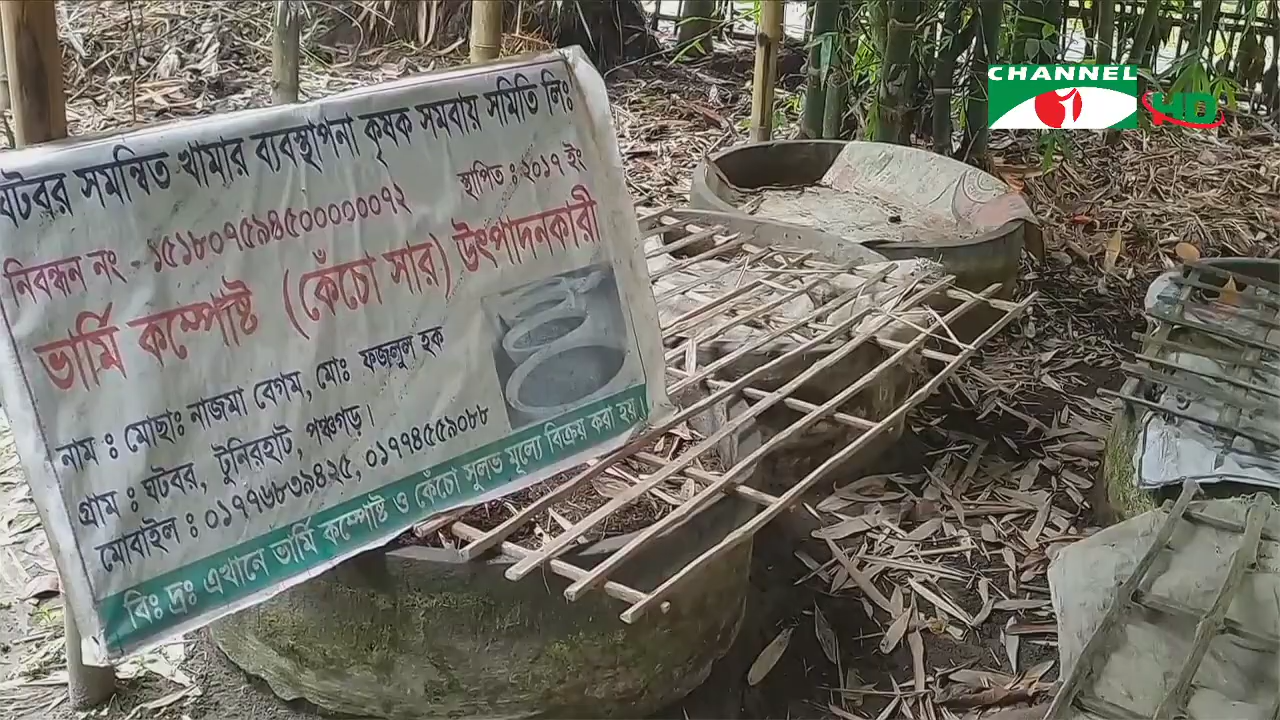 ঘটবর সমন্বিত খামার ব্যবস্থাপনা কৃষক সমবায় সমিতি লিঃ
নিবন্ধন নং - ১৫১৮০৭৫৯৪৫০০০০০০৭২ স্থাপিত : ২০১৭ ইং
ভার্মি কম্পোষ্ট (কেঁচো সার) উৎপাদনকারী
নাম : মোছাঃ নাজমা বেগম, মোঃ ফজলুল হক
গ্রাম : ঘটবর, টুনিরহাট, পঞ্চগড়।
মোবাইল : ০১৭৭৬৮৩৯৪২৫, ০১৭৭৪৫৫৯০৮৮
বিঃ দ্রঃ এখানে ভার্মি কম্পোষ্ট ও কেঁচো সুলভ মূল্যে বিক্রয় করা হয়।
CHANNEL
i HD